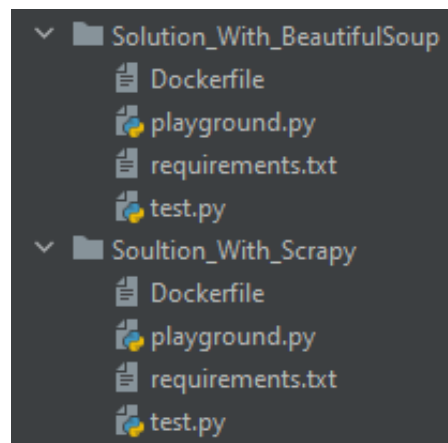 Solution_With_BeautifulSoup
Dockerfile
playground.py
requirements.txt
test.py
Soultion_With_Scrapy
Dockerfile
playground.py
requirements.txt
test.py